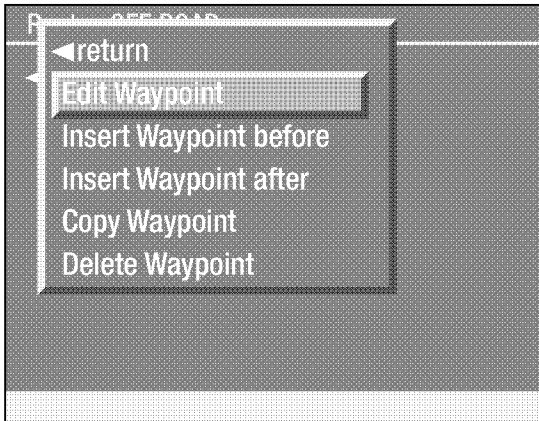 ◄return
Edit Waypoint
Insert Waypoint before
Insert Waypoint after
Copy Waypoint
Delete Waypoint